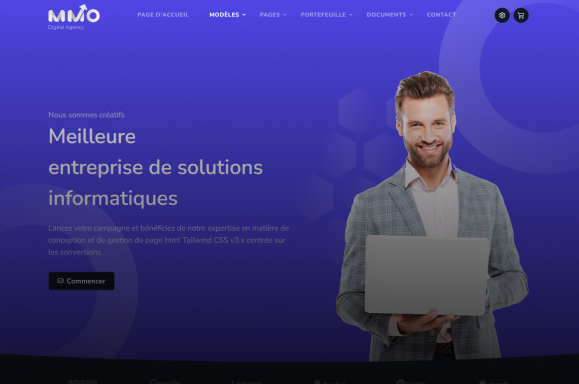 MMO
Digital Agency
PAGE D'ACCUEIL MODÈLES PAGES PORTEFEUILLE DOCUMENTS CONTACT
Nous sommes créatifs
Meilleure
entreprise de solutions
informatiques
Lancez votre campagne et bénéficiez de notre expertise en matière de
conception et de gestion de page html Tailwind CSS v3.x centrée sur
les conversions.
Commencer